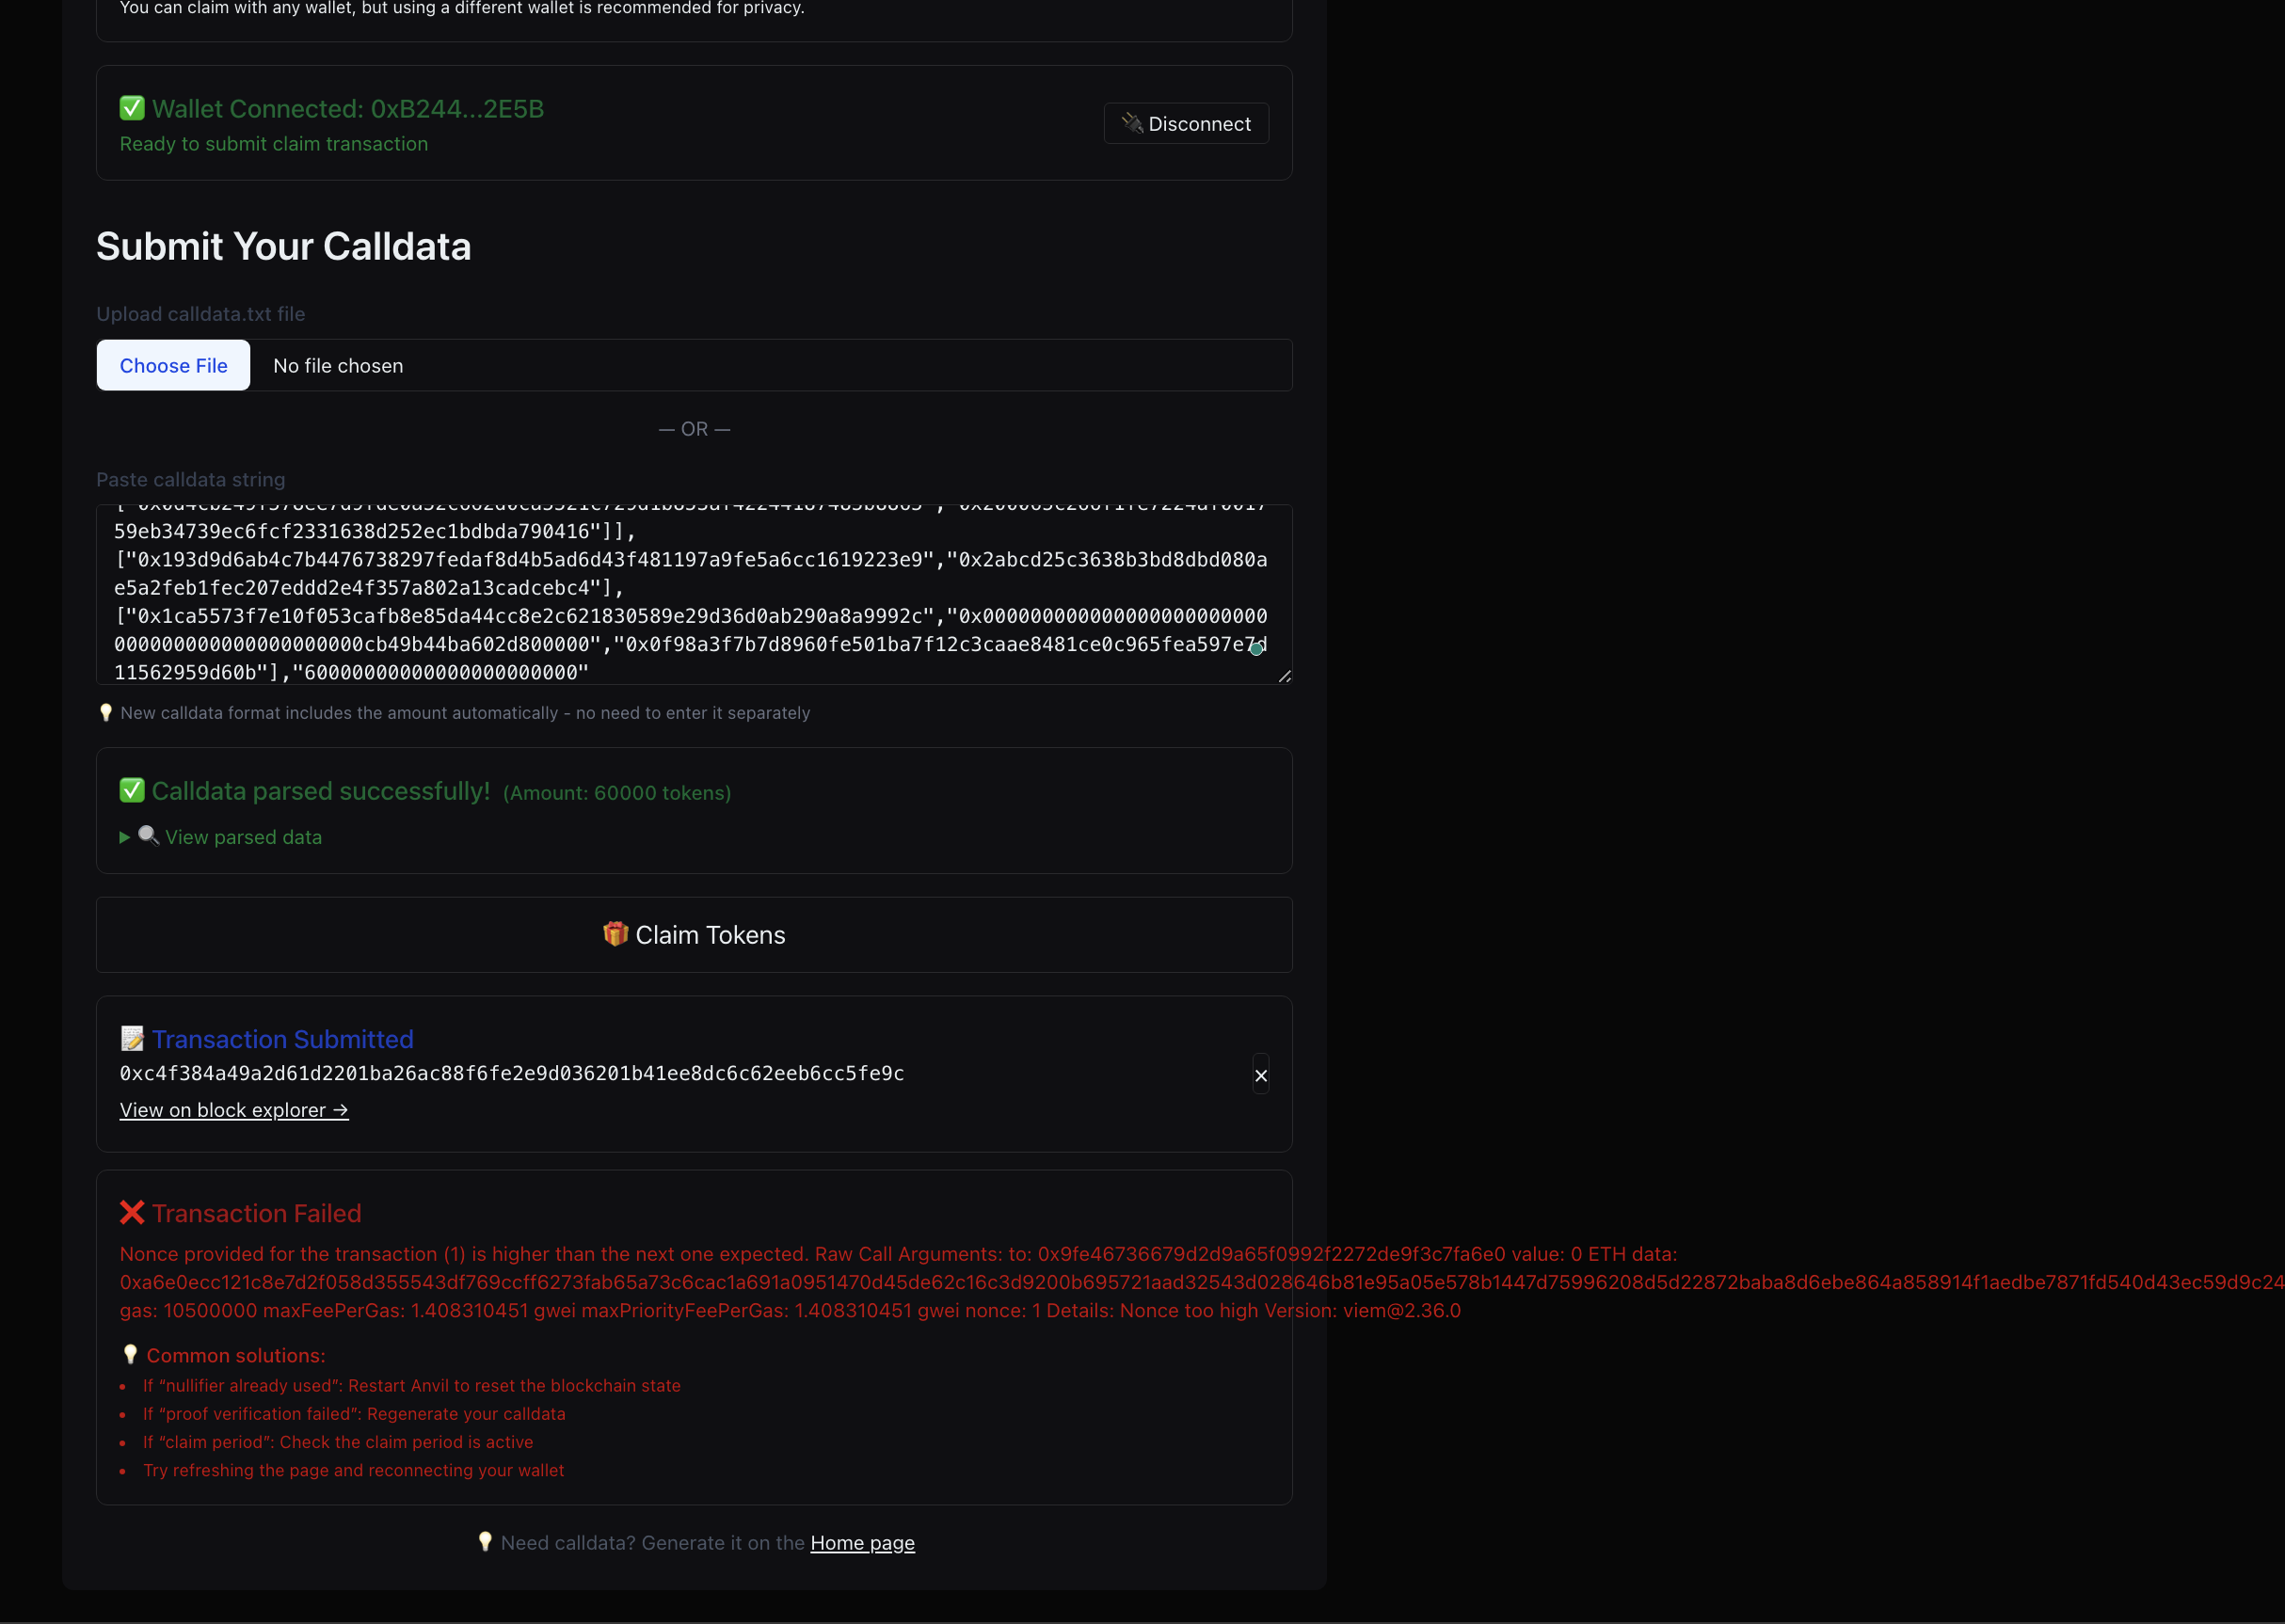 You can claim with any wallet, but using a different wallet is recommended for privacy.
✅ Wallet Connected: 0xB244...2E5B
🔌 Disconnect
Ready to submit claim transaction
Submit Your Calldata
Upload calldata.txt file
Choose File No file chosen
— OR —
Paste calldata string
59eb34739ec6fcf2331638d252ec1bdbda790416"]],
["0x193d9d6ab4c7b4476738297fedaf8d4b5ad6d43f481197a9fe5a6cc1619223e9","0x2abcd25c3638b3bd8dbd080a
e5a2feb1fec207eddd2e4f357a802a13cadcebc4"],
["0x1ca5573f7e10f053cafb8e85da44cc8e2c621830589e29d36d0ab290a8a9992c","0x0000000000000000000000000
000000000000000000000cb49b44ba602d800000","0x0f98a3f7b7d8960fe501ba7f12c3caae8481ce0c965fea597e7d
11562959d60b"],"60000000000000000000000"
💡 New calldata format includes the amount automatically - no need to enter it separately
✅ Calldata parsed successfully! (Amount: 60000 tokens)
▶ 🔍 View parsed data
🎁 Claim Tokens
📝 Transaction Submitted
0xc4f384a49a2d61d2201ba26ac88f6fe2e9d036201b41ee8dc6c62eeb6cc5fe9c
✕
View on block explorer →
❌ Transaction Failed
Nonce provided for the transaction (1) is higher than the next one expected. Raw Call Arguments: to: 0x9fe46736679d2d9a65f0992f2272de9f3c7fa6e0 value: 0 ETH data:
0xa6e0ecc121c8e7d2f058d355543df769ccff6273fab65a73c6cac1a691a0951470d45de62c16c3d9200b695721aad32543d028646b81e95a05e578b1447d75996208d5d22872baba8d6ebe864a858914f1aedbe7871fd540d43ec59d9c24
gas: 10500000 maxFeePerGas: 1.408310451 gwei maxPriorityFeePerGas: 1.408310451 gwei nonce: 1 Details: Nonce too high Version: viem@2.36.0
💡 Common solutions:
• If “nullifier already used”: Restart Anvil to reset the blockchain state
• If “proof verification failed”: Regenerate your calldata
• If “claim period”: Check the claim period is active
• Try refreshing the page and reconnecting your wallet
💡 Need calldata? Generate it on the Home page